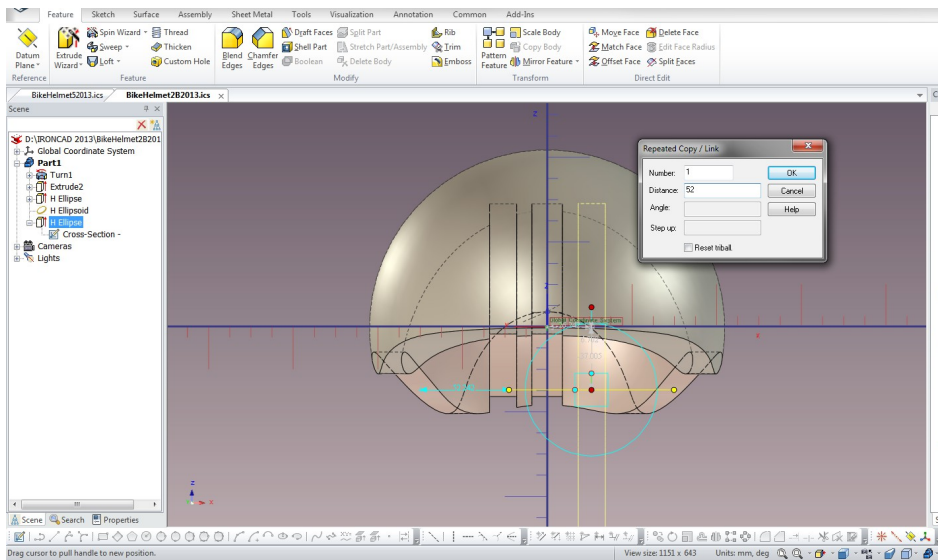 Feature Sketch Surface Assembly Sheet Metal Tools Visualization Annotation Common Add-Ins
Datum Plane
Extrude Wizard
Spin Wizard
Sweep
Loft
Thread
Thicken
Custom Hole
Blend Edges
Chamfer Edges
Draft Faces
Shell Part
Boolean
Split Part
Stretch Part/Assembly
Delete Body
Rib
Trim
Emboss
Pattern Feature
Scale Body
Copy Body
Mirror Feature
Move Face
Match Face
Offset Face
Delete Face
Edit Face Radius
Split Faces
Reference Feature Modify Transform Direct Edit
BikeHelmet52013.ics BikeHelmet2B2013.ics x
Scene
D:\IRONCAD 2013\BikeHelmet2B201
Global Coordinate System
Part1
Turn1
Extrude2
H Ellipse
H Ellipsoid
H Ellipse
Cross-Section -
Cameras
Lights
z
Repeated Copy / Link
Number: 1 OK
Distance: 52 Cancel
Angle: Help
Step up:
Reset triball.
Global Coordinate System
z
x
Scene Search Properties
Drag cursor to pull handle to new position. View size: 1151 x 643 Units: mm, deg